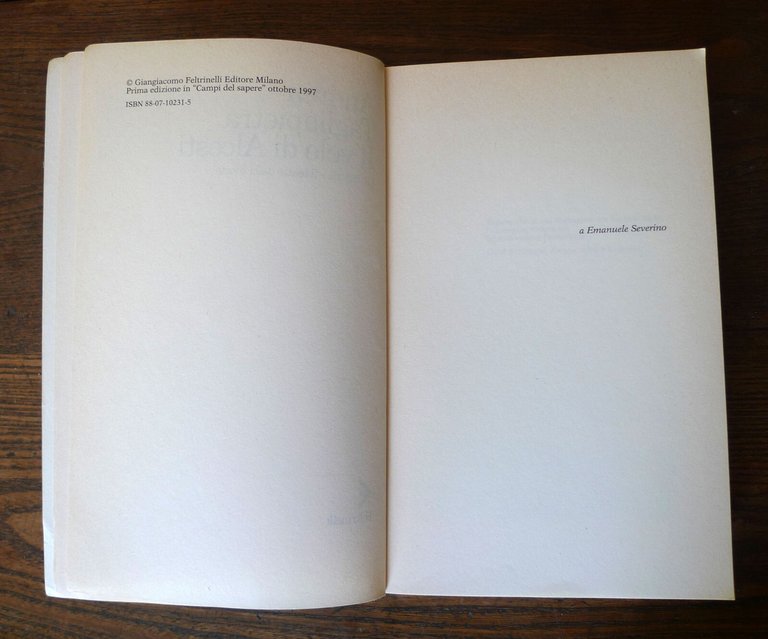 © Giangiacomo Feltrinelli Editore Milano
Prima edizione in "Campi del sapere" ottobre 1997
ISBN 88-07-10231-5
a Emanuele Severino